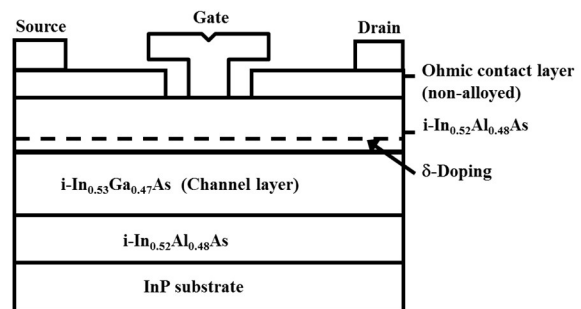 Gate
Source
Drain
Ohmic contact layer
(non-alloyed)
i-In0.52Al0.48As
δ-Doping
i-In0.53Ga0.47As (Channel layer)
i-In0.52Al0.48As
InP substrate